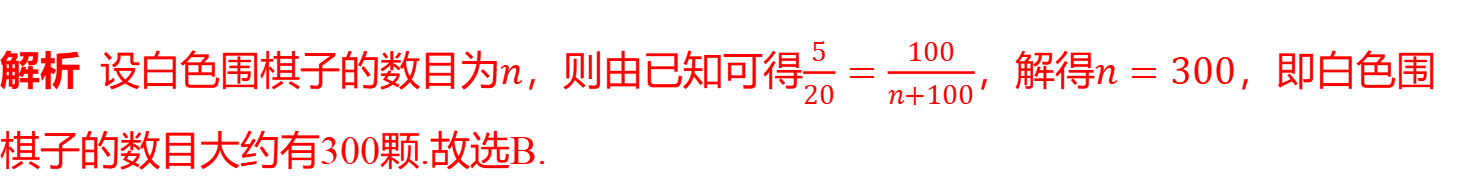 解析 设白色围棋子的数目为n，则由已知可得5/20 = 100/(n+100)，解得n = 300，即白色围
棋子的数目大约有300颗.故选B.